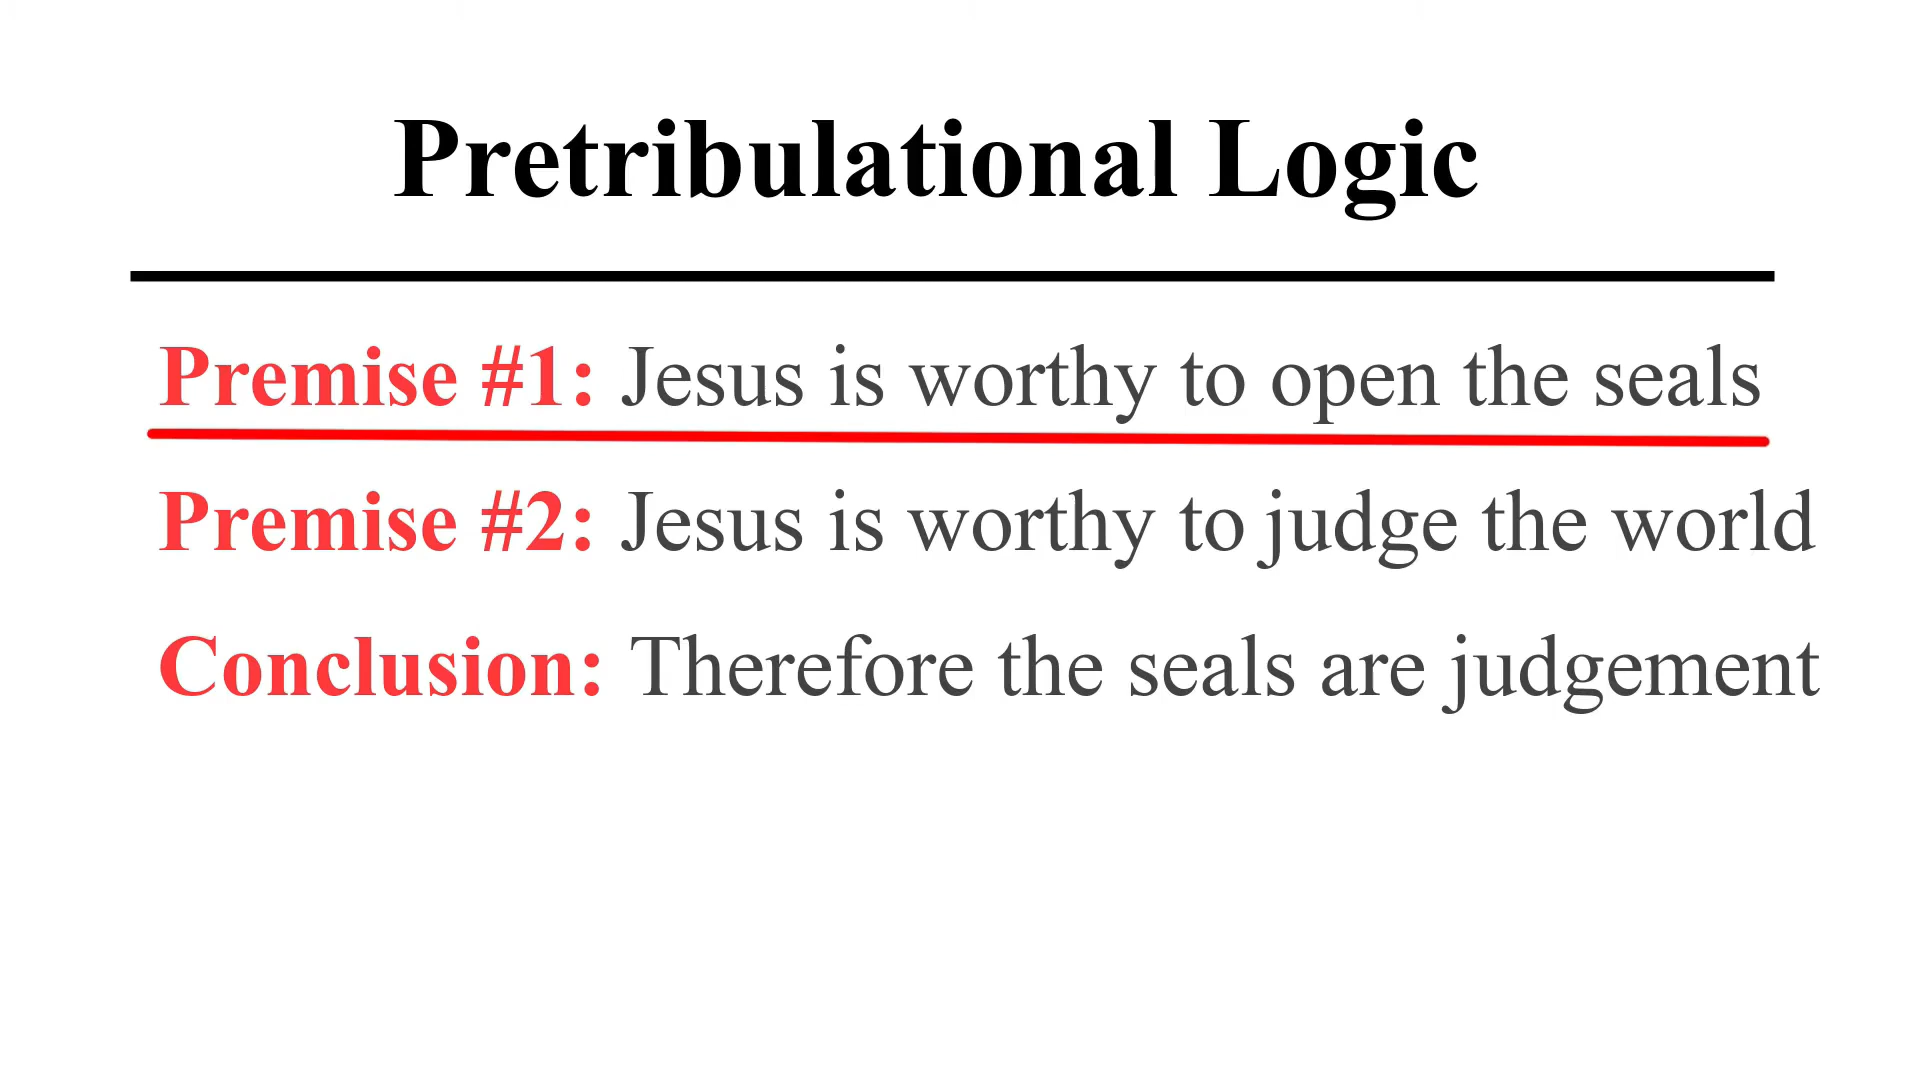 Pretribulational Logic
Premise #1: Jesus is worthy to open the seals
Premise #2: Jesus is worthy to judge the world
Conclusion: Therefore the seals are judgement